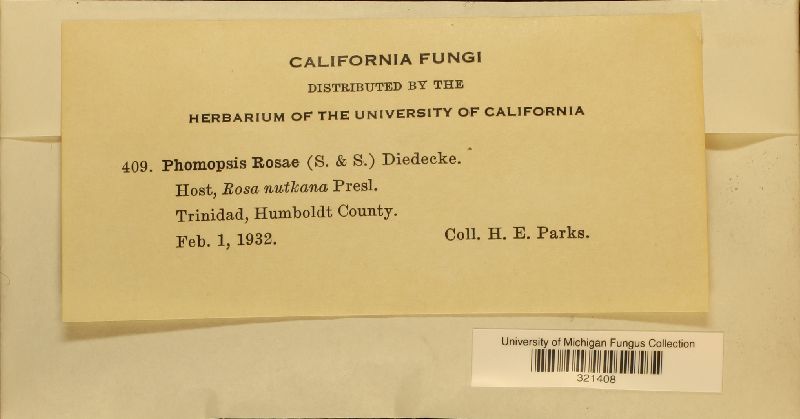 CALIFORNIA FUNGI
DISTRIBUTED BY THE
HERBARIUM OF THE UNIVERSITY OF CALIFORNIA
409. Phomopsis Rosae (S. & S.) Diedecke.
Host, Rosa nutkana Presl.
Trinidad, Humboldt County.
Feb. 1, 1932. Coll. H. E. Parks.
University of Michigan Fungus Collection
321408